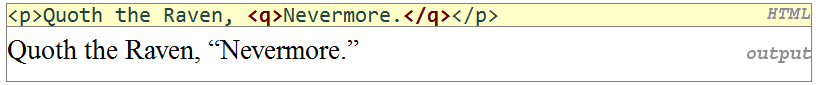 <p>Quoth the Raven, <q>Nevermore.</q></p> HTML
Quoth the Raven, “Nevermore.” output